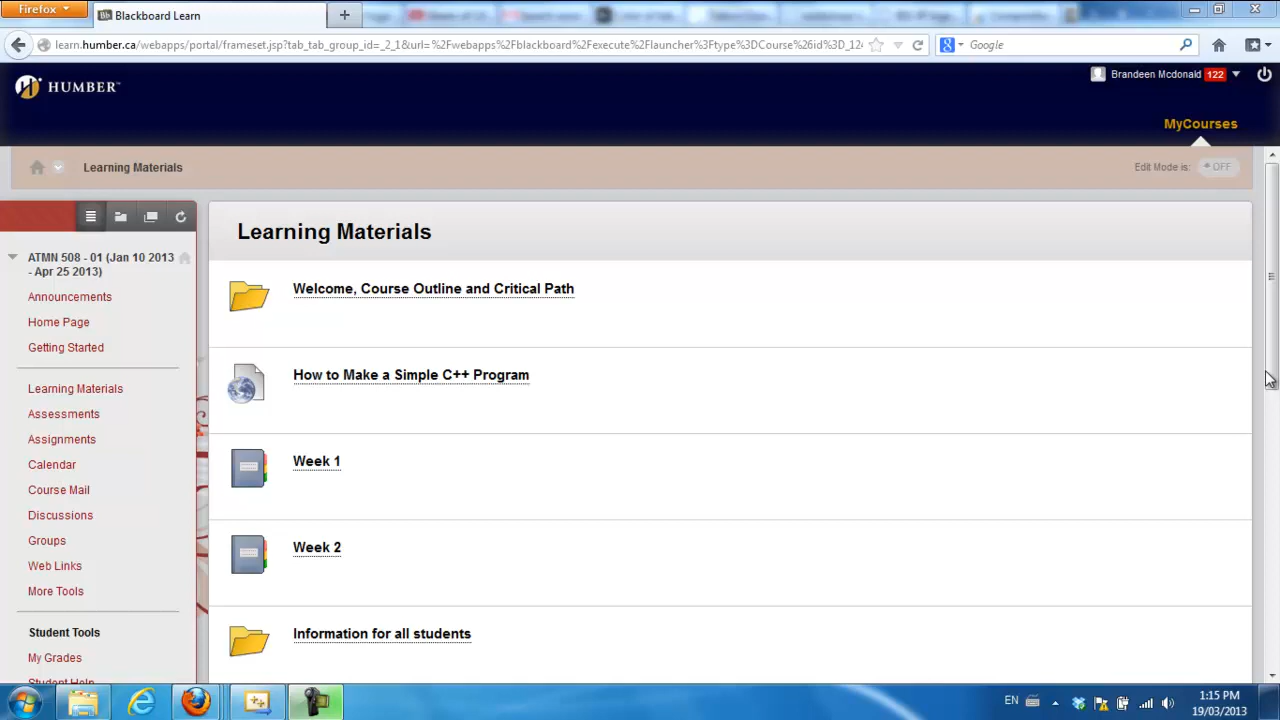 Firefox
Blackboard Learn
learn.humber.ca/webapps/portal/frameset.jsp?tab_tab_group_id=_2_1&url=%2Fwebapps%2Fblackboard%2Fexecute%2Flauncher%3Ftype%3DCourse%26id%3D_124
Google
HUMBER
Brandeen Mcdonald 122
MyCourses
Learning Materials
Edit Mode is: OFF
ATMN 508 - 01 (Jan 10 2013
- Apr 25 2013)
Announcements
Home Page
Getting Started
Learning Materials
Assessments
Assignments
Calendar
Course Mail
Discussions
Groups
Web Links
More Tools
Student Tools
My Grades
Student Help
Learning Materials
Welcome, Course Outline and Critical Path
How to Make a Simple C++ Program
Week 1
Week 2
Information for all students
EN
1:15 PM
19/03/2013